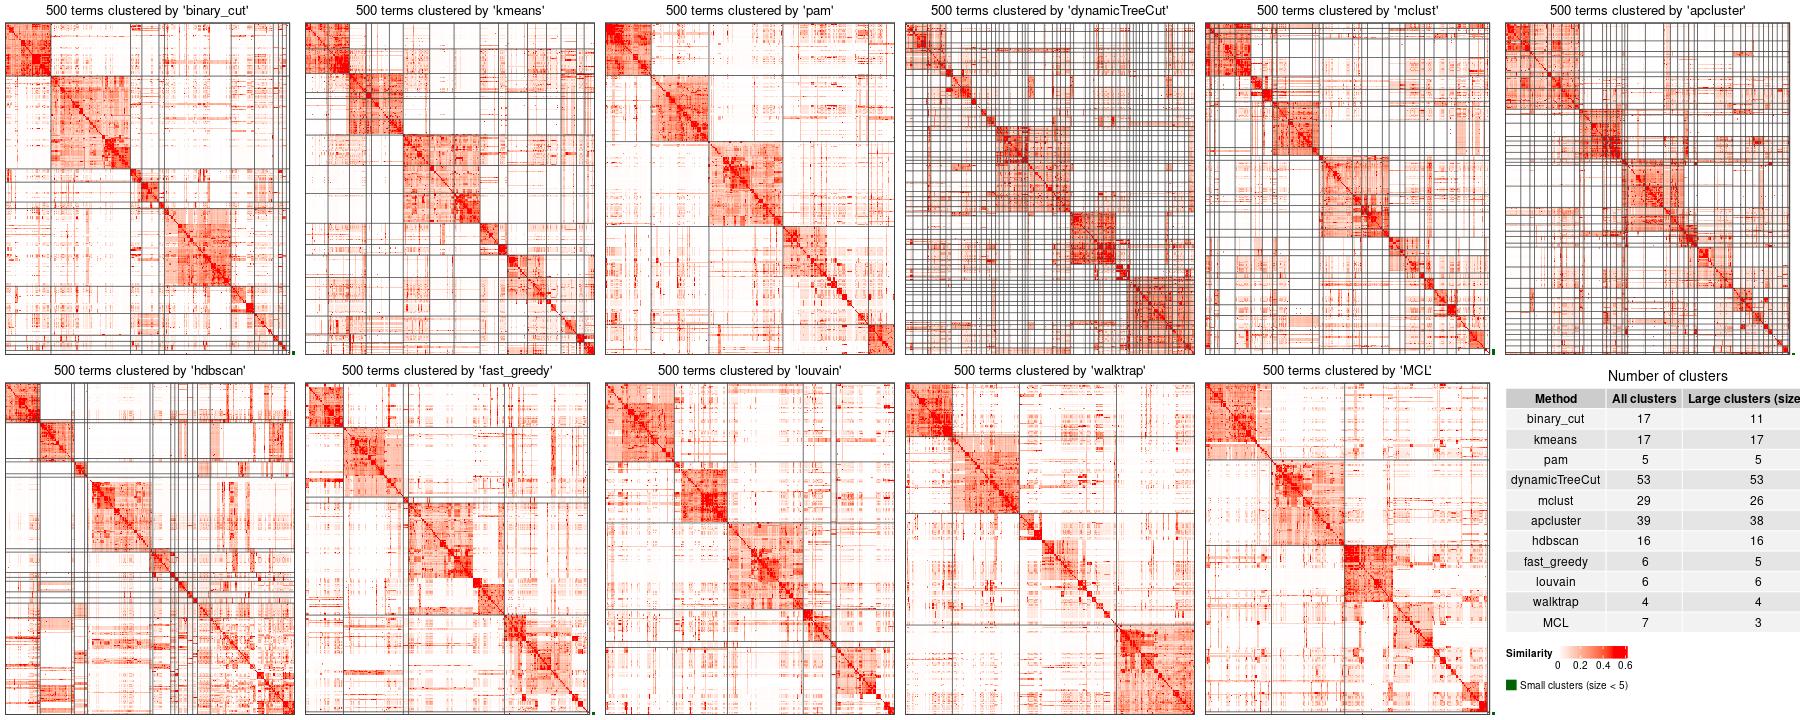 500 terms clustered by 'binary_cut'
500 terms clustered by 'kmeans'
500 terms clustered by 'pam'
500 terms clustered by 'dynamicTreeCut'
500 terms clustered by 'mclust'
500 terms clustered by 'apcluster'
500 terms clustered by 'hdbscan'
500 terms clustered by 'fast_greedy'
500 terms clustered by 'louvain'
500 terms clustered by 'walktrap'
500 terms clustered by 'MCL'
Number of clusters
Method All clusters Large clusters (size
binary_cut 17 11
kmeans 17 17
pam 5 5
dynamicTreeCut 53 53
mclust 29 26
apcluster 39 38
hdbscan 16 16
fast_greedy 6 5
louvain 6 6
walktrap 4 4
MCL 7 3
Similarity
0 0.2 0.4 0.6
Small clusters (size < 5)